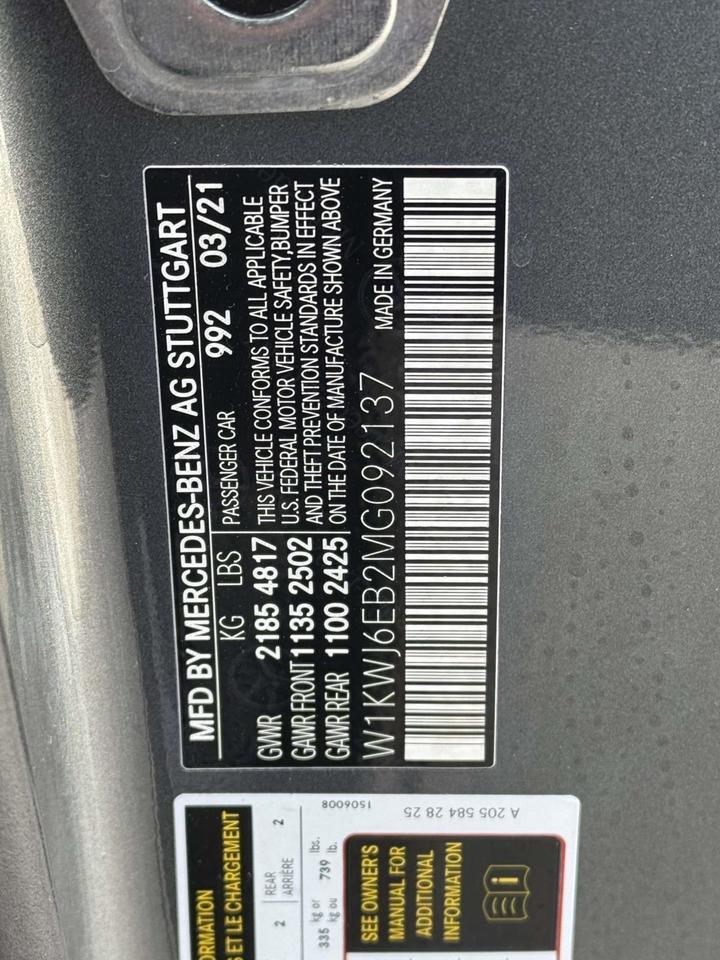 MFD BY MERCEDES-BENZ AG STUTTGART
KG LBS PASSENGER CAR 992 03/21
GVWR 2185 4817 THIS VEHICLE CONFORMS TO ALL APPLICABLE
GAWR FRONT 1135 2502 U.S. FEDERAL MOTOR VEHICLE SAFETY,BUMPER
AND THEFT PREVENTION STANDARDS IN EFFECT
GAWR REAR 1100 2425 ON THE DATE OF MANUFACTURE SHOWN ABOVE
W1KWJ6EB2MG092137 MADE IN GERMANY
ORMATION
S ET LE CHARGEMENT
2 REAR 2
ARRIÈRE
335 kg or 739 lbs.
kg ou lb.
SEE OWNER'S
MANUAL FOR
ADDITIONAL
INFORMATION
1506008
A 205 584 28 25